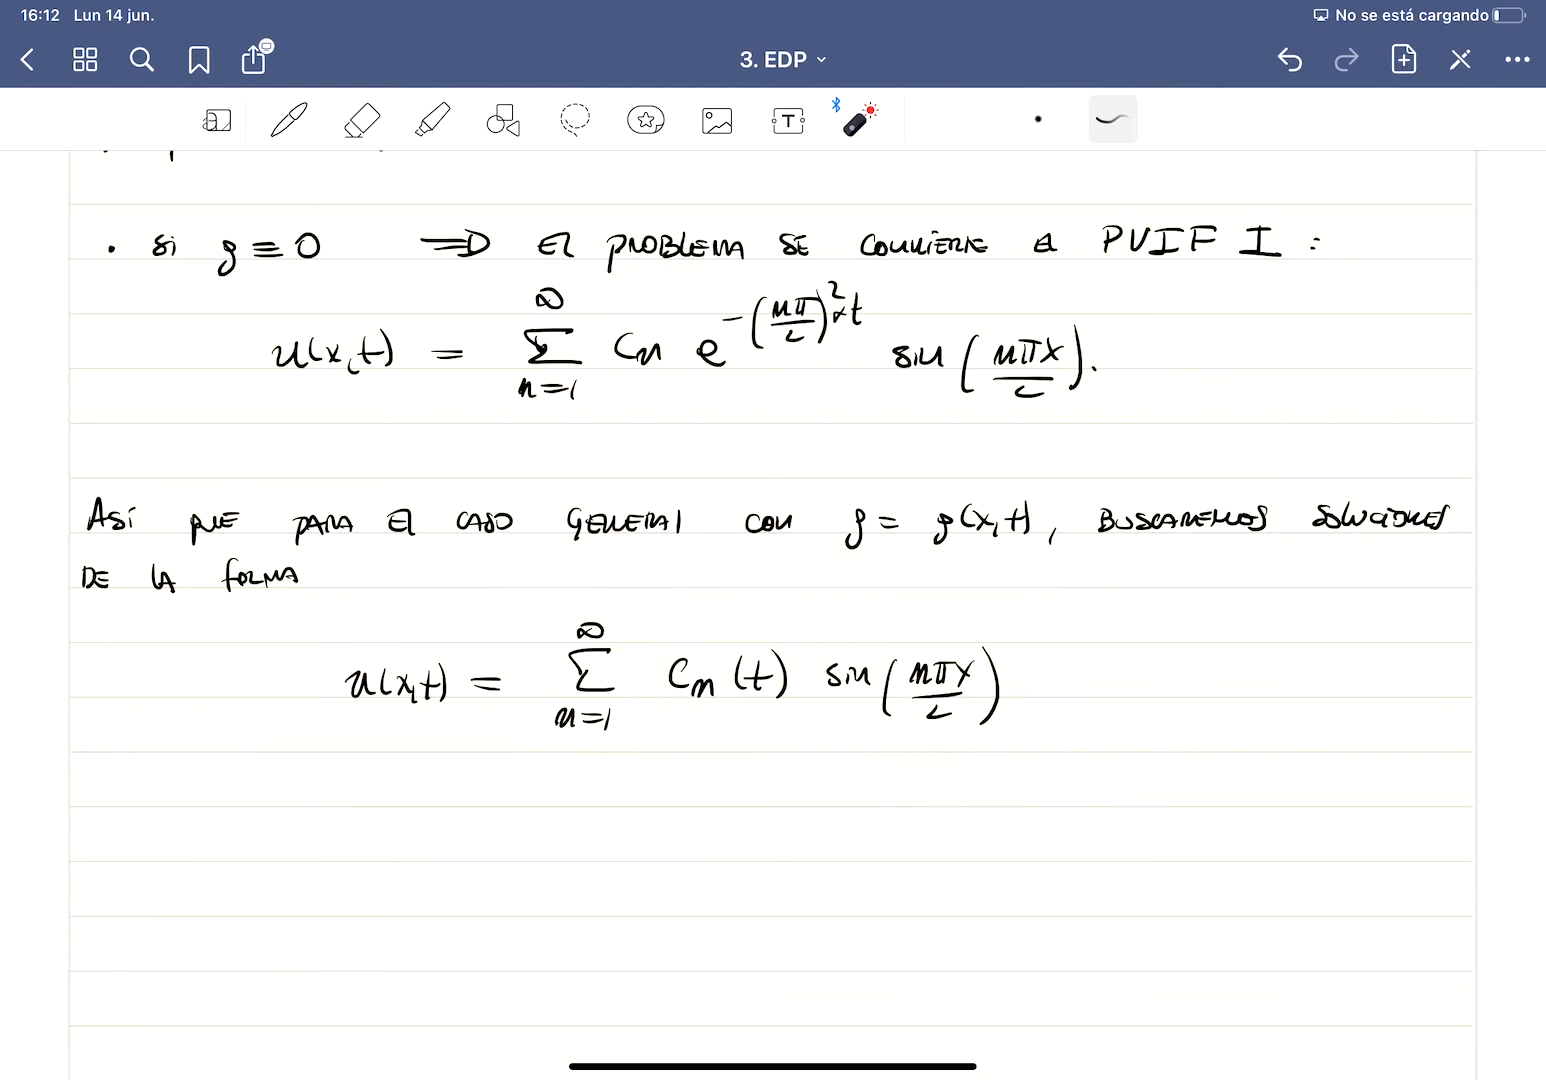 16:12 Lun 14 jun. No se está cargando
3. EDP
T
• Si g ≡ 0 ⇒ El problema se convierte a PVIF I :
u(x,t) = ∑_{n=1}^{∞} Cn e^{-(nπ/L)^2 αt} sin(nπx/L).
Así que para el caso general con g = g(x,t), buscaremos soluciones
de la forma
u(x,t) = ∑_{n=1}^{∞} Cn(t) sin(nπx/L)